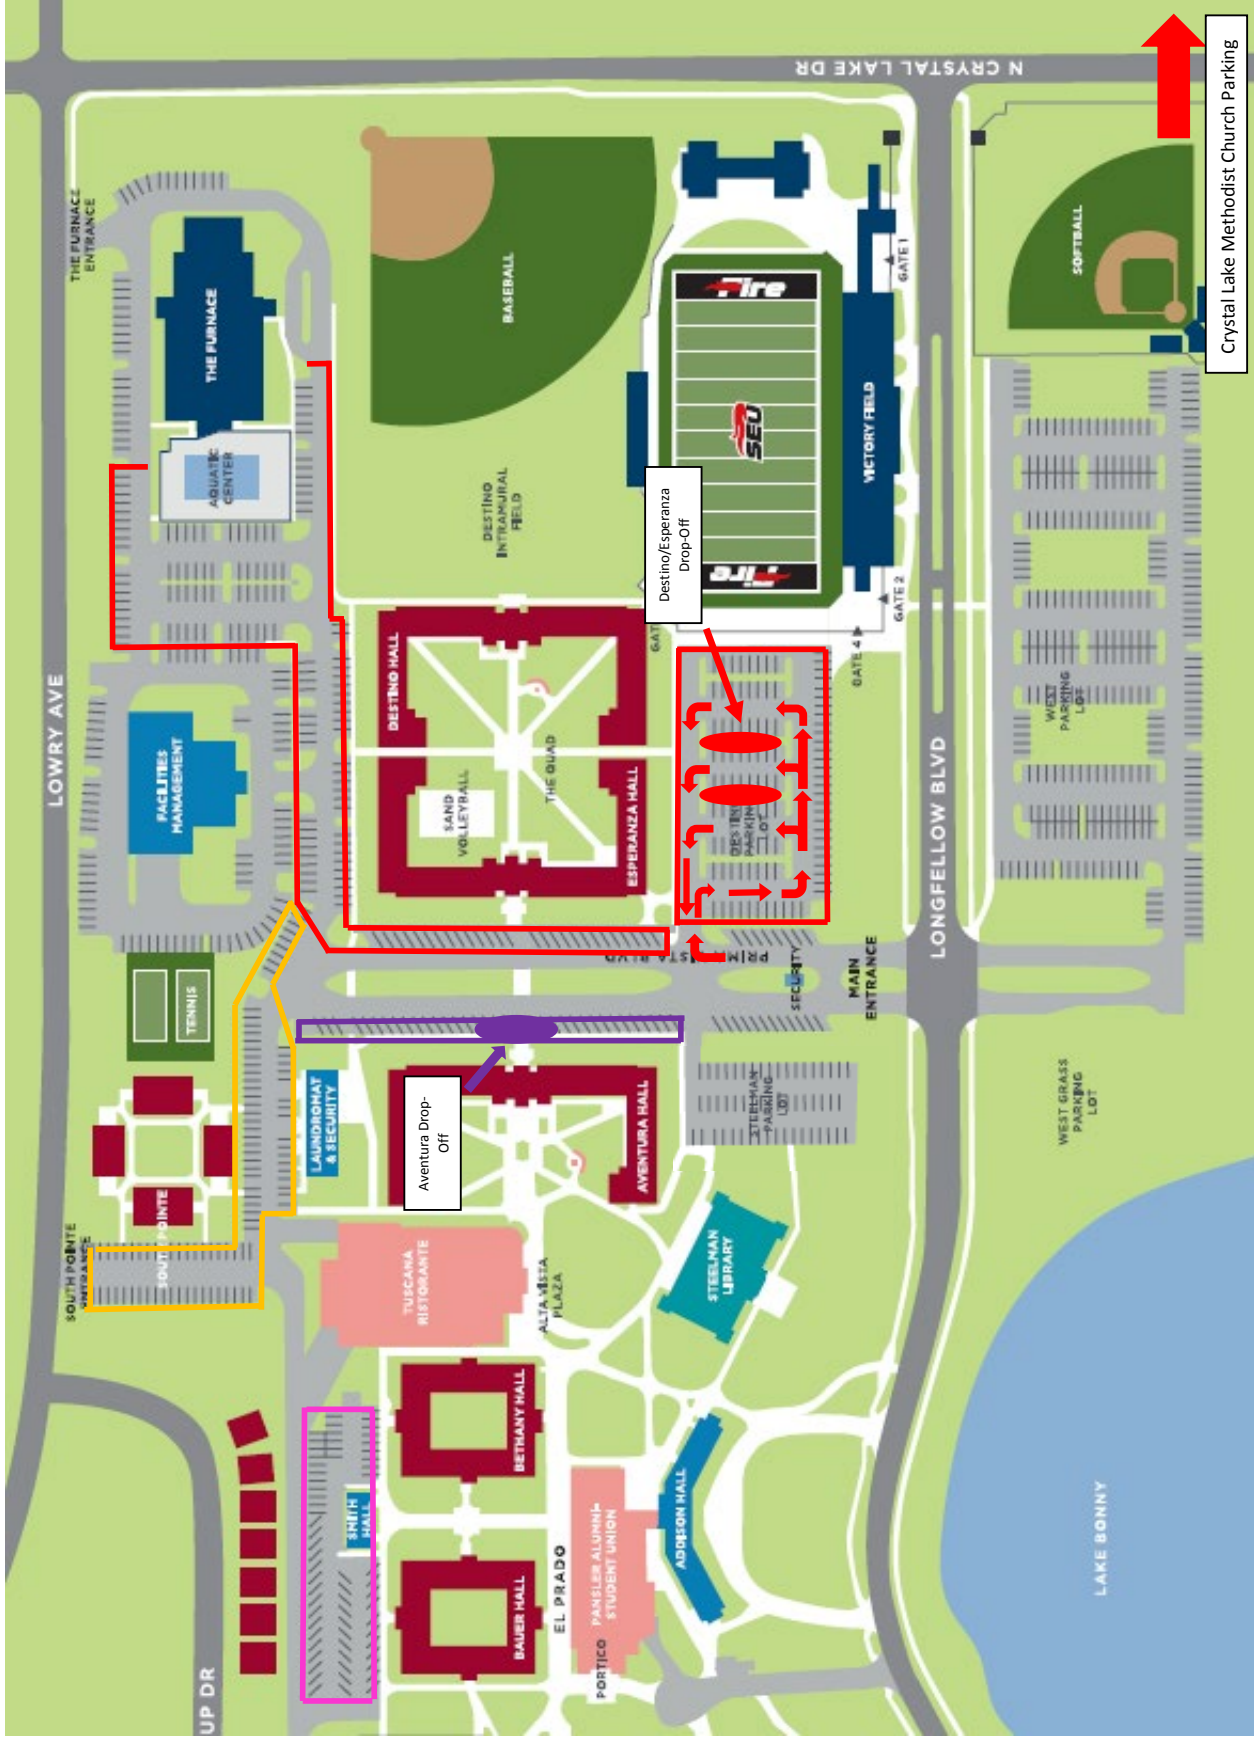 N CRYSTAL LAKE DR
Crystal Lake Methodist Church Parking
THE FURNACE
ENTRANCE
THE FURNACE
AQUATIC
CENTER
BASEBALL
SOFTBALL
GATE 1
Fire
SEU
Fire
VICTORY FIELD
GATE 2
GATE 4
DESTINO
INTRAMURAL
FIELD
Destino/Esperanza
Drop-Off
LOWRY AVE
FACILITIES
MANAGEMENT
DESTINO HALL
SAND
VOLLEYBALL
THE QUAD
ESPERANZA HALL
PARKING
LOT
WEST
PARKING
LOT
LONGFELLOW BLVD
SECURITY
MAIN
ENTRANCE
TENNIS
LAUNDROMAT
& SECURITY
Aventura Drop-
Off
AVENTURA HALL
STEELMAN
PARKING
LOT
WEST GRASS
PARKING
LOT
SOUTH POINTE
ENTRANCE
SOUTH POINTE
TUSCANA
RISTORANTE
ALTA VISTA
PLAZA
STEELMAN
LIBRARY
BETHANY HALL
SMITH
HALL
BAUER HALL
EL PRADO
PANSLER ALUMNI-
STUDENT UNION
PORTICO
ADDISON HALL
LAKE BONNY
UP DR